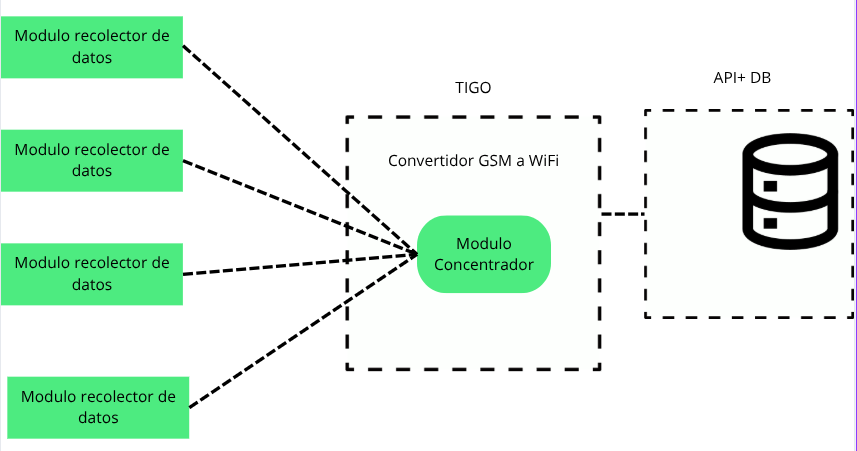 Modulo recolector de
datos
Modulo recolector de
datos
Modulo recolector de
datos
Modulo recolector de
datos
TIGO
Convertidor GSM a WiFi
Modulo
Concentrador
API+ DB